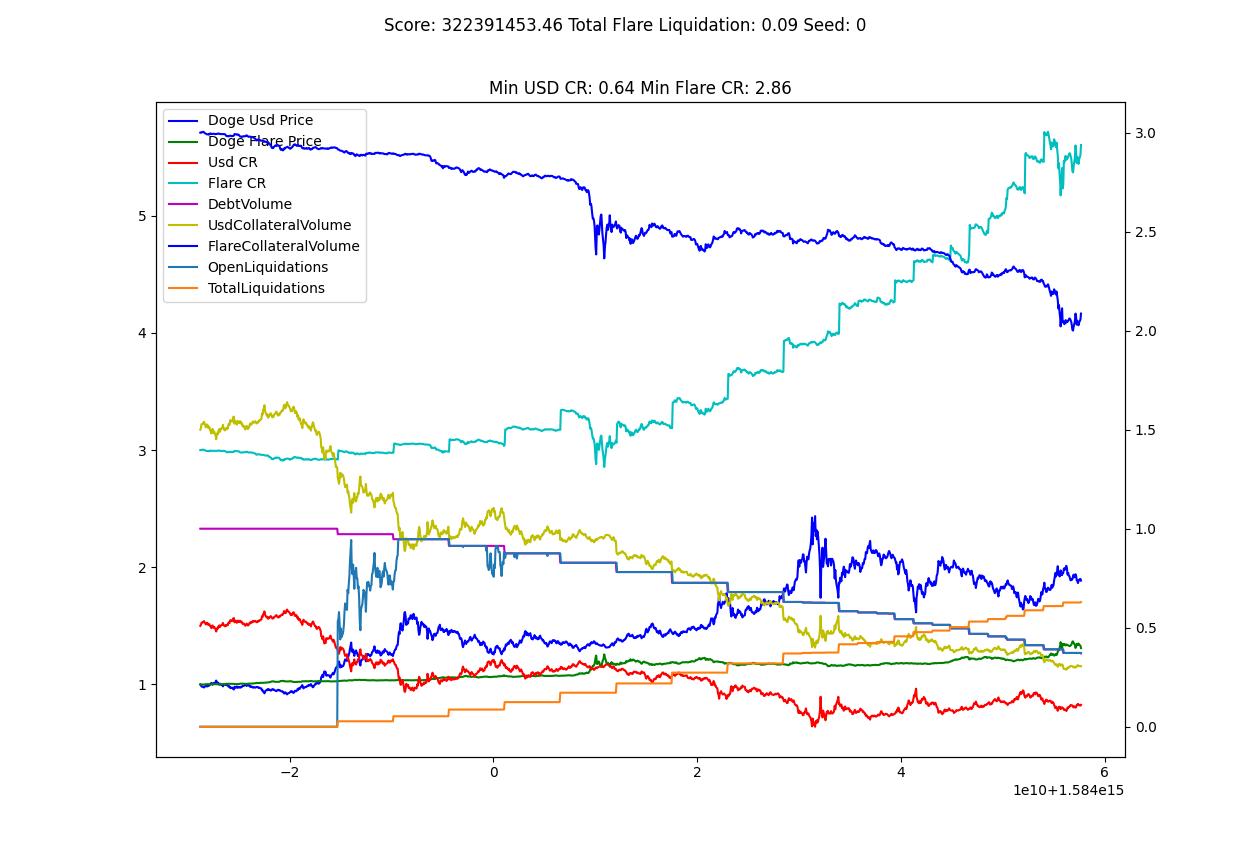 Score: 322391453.46 Total Flare Liquidation: 0.09 Seed: 0
Min USD CR: 0.64 Min Flare CR: 2.86
Doge Usd Price
Doge Flare Price
Usd CR
Flare CR
DebtVolume
UsdCollateralVolume
FlareCollateralVolume
OpenLiquidations
TotalLiquidations
5
4
3
2
1
3.0
2.5
2.0
1.5
1.0
0.5
0.0
−2
0
2
4
6
1e10+1.584e15